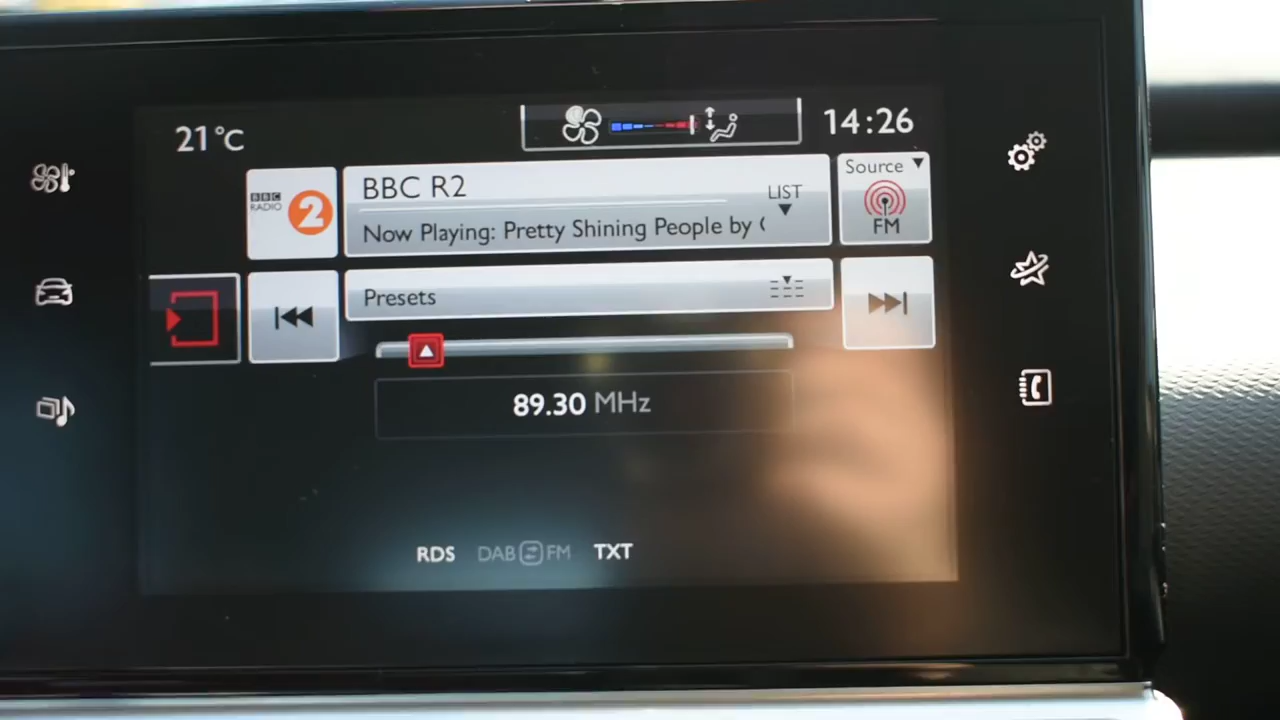 21°C
14:26
BBC RADIO 2
BBC R2
LIST
Now Playing: Pretty Shining People by
Source
FM
Presets
89.30 MHz
RDS DAB FM TXT